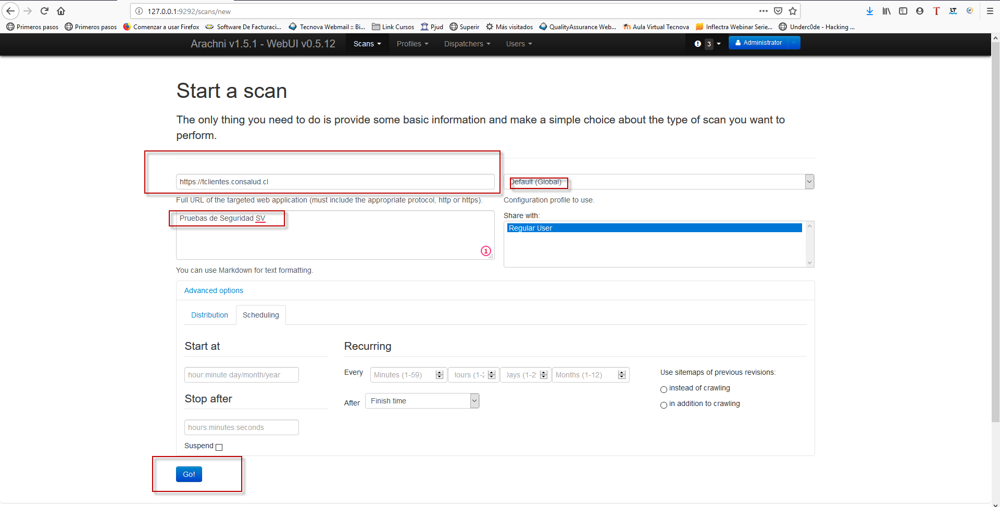 127.0.0.1:9292/scans/new
Primeros pasos Primeros pasos Comenzar a usar Firefox Software De Facturaci... Tecnova Webmail :: Bi... Link Cursos Pjud Superir Más visitados QualityAssurance Web... Aula Virtual Tecnova Inflectra Webinar Serie... Underc0de - Hacking ...
Arachni v1.5.1 - WebUI v0.5.12 Scans Profiles Dispatchers Users 3 Administrator
Start a scan
The only thing you need to do is provide some basic information and make a simple choice about the type of scan you want to
perform.
https://tclientes.consalud.cl Default (Global)
Full URL of the targeted web application (must include the appropriate protocol, http or https). Configuration profile to use.
Pruebas de Seguridad SV
Share with:
Regular User
1
You can use Markdown for text formatting.
Advanced options
Distribution Scheduling
Start at Recurring
hour:minute day/month/year Every Minutes (1-59) Hours (1-2 Days (1-2 Months (1-12) Use sitemaps of previous revisions:
instead of crawling
Stop after After Finish time in addition to crawling
hours:minutes:seconds
Suspend
Go!